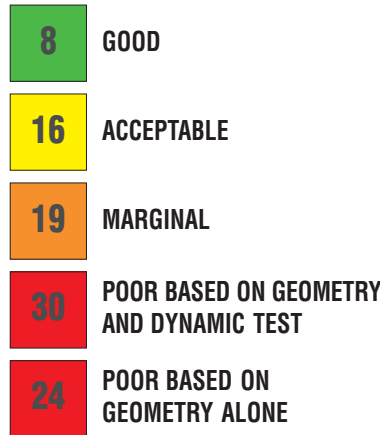 8 GOOD
16 ACCEPTABLE
19 MARGINAL
30 POOR BASED ON GEOMETRY
AND DYNAMIC TEST
24 POOR BASED ON
GEOMETRY ALONE